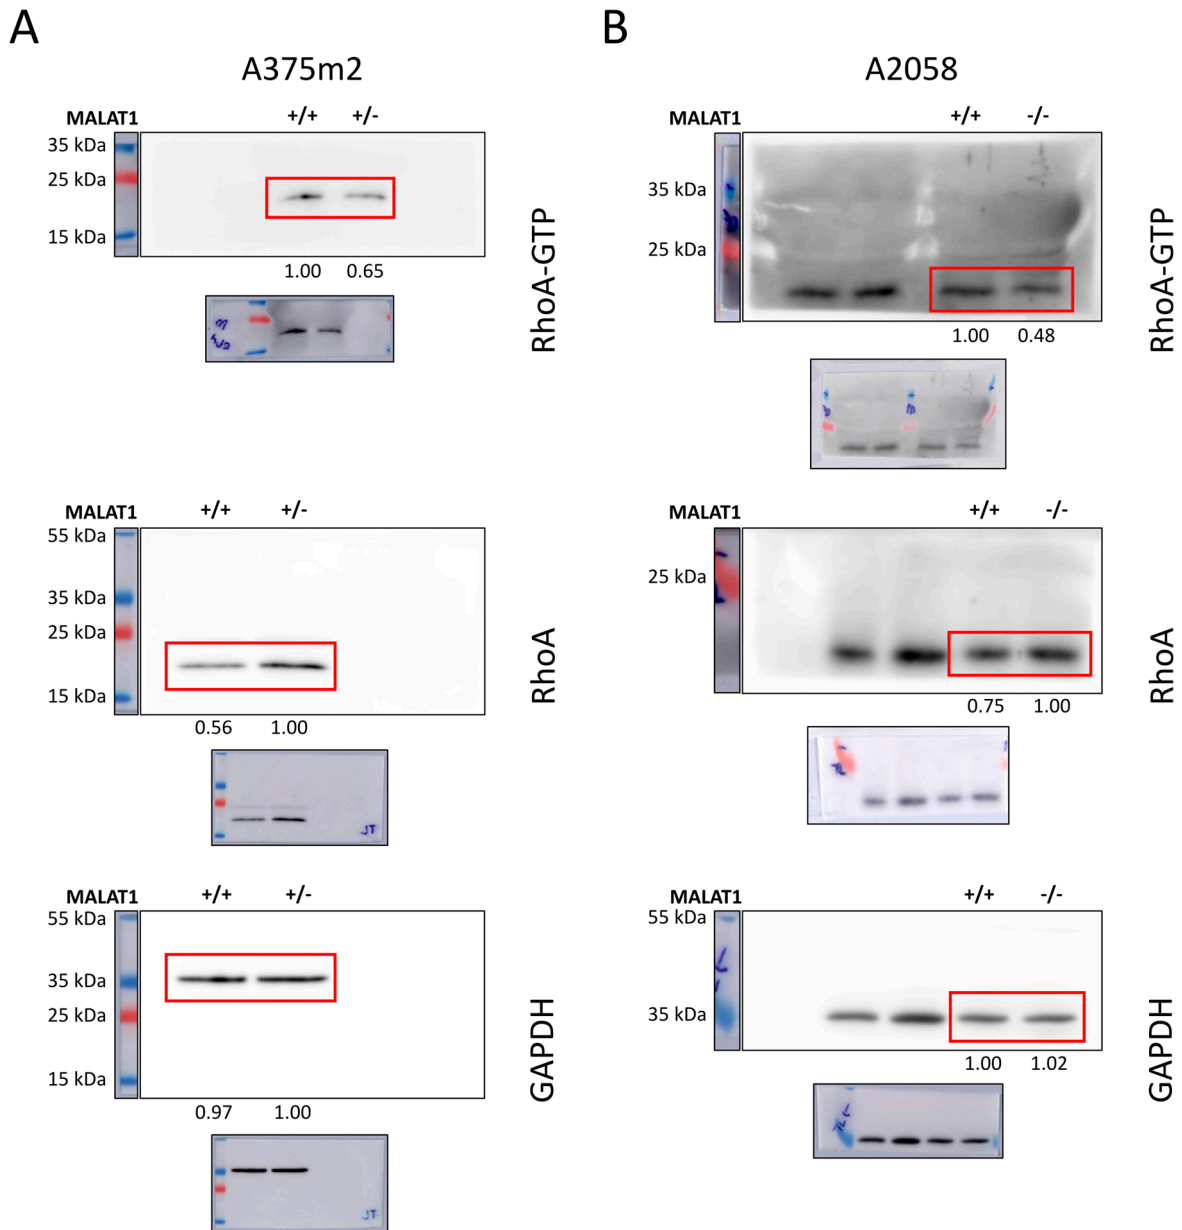 A
A375m2
MALAT1 +/+ +/-
35 kDa
25 kDa
15 kDa
1.00 0.65
RhoA-GTP
MALAT1 +/+ +/-
55 kDa
35 kDa
25 kDa
15 kDa
0.56 1.00
RhoA
TL
MALAT1 +/+ +/-
55 kDa
35 kDa
25 kDa
15 kDa
0.97 1.00
GAPDH
TL
B
A2058
MALAT1 +/+ -/-
35 kDa
25 kDa
1.00 0.48
RhoA-GTP
MALAT1 +/+ -/-
25 kDa
0.75 1.00
RhoA
MALAT1 +/+ -/-
55 kDa
35 kDa
1.00 1.02
GAPDH